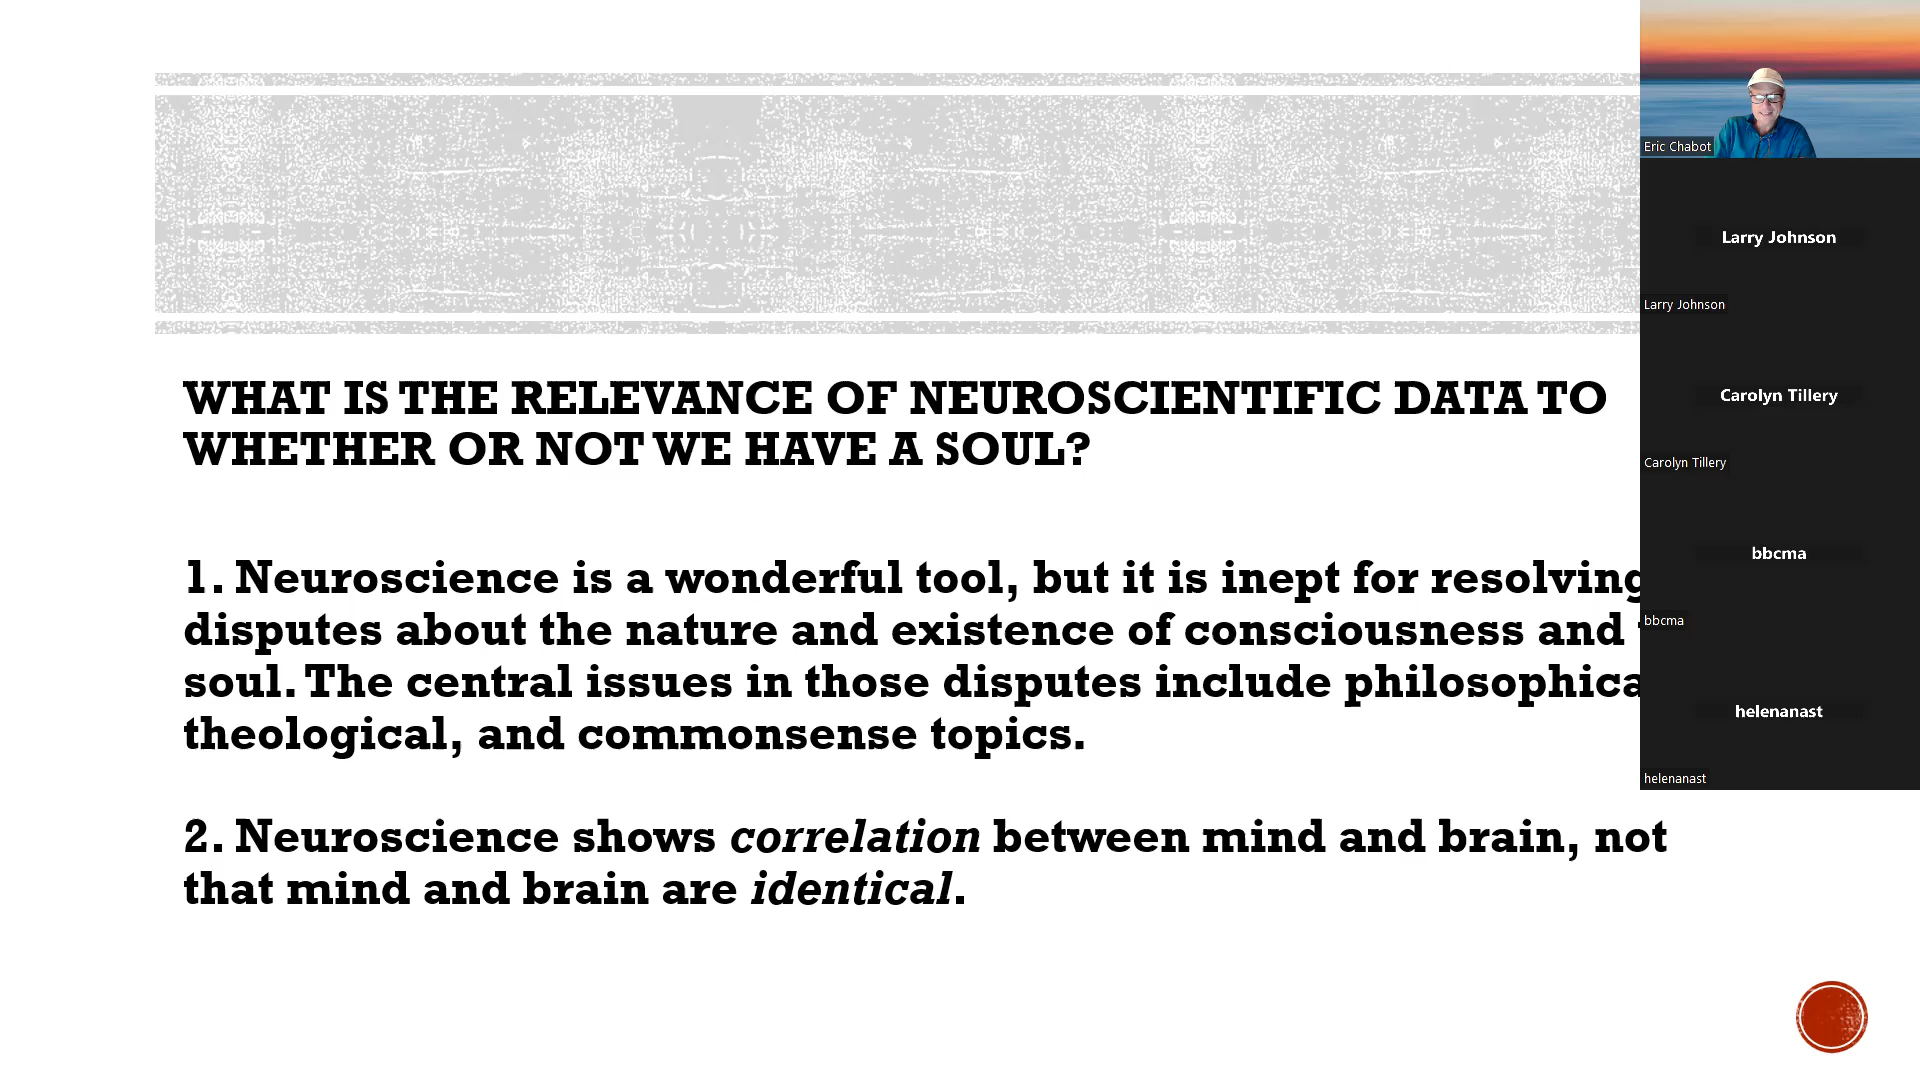 WHAT IS THE RELEVANCE OF NEUROSCIENTIFIC DATA TO
WHETHER OR NOT WE HAVE A SOUL?
1. Neuroscience is a wonderful tool, but it is inept for resolving
disputes about the nature and existence of consciousness and
soul. The central issues in those disputes include
theological, and commonsense topics.
2. Neuroscience shows correlation between mind and brain, not
that mind and brain are identical.
Eric Chabot
Larry Johnson
Larry Johnson
Carolyn Tillery
Carolyn Tillery
bbcma
bbcma
helenanast
helenanast